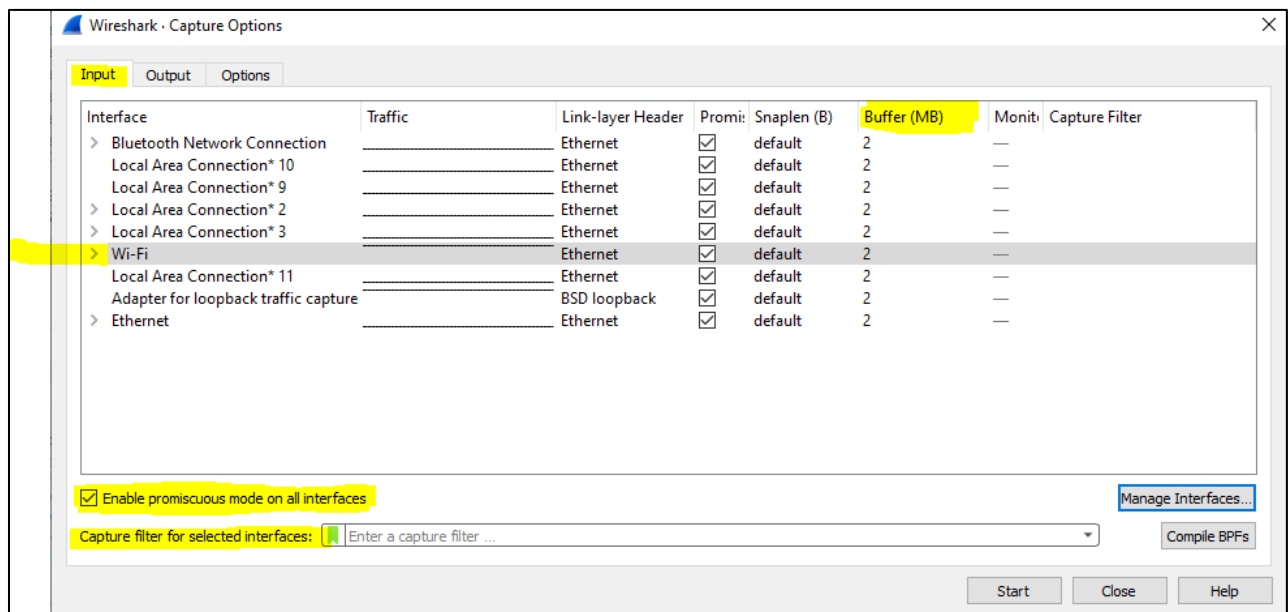 Wireshark · Capture Options
Input Output Options
Interface Traffic Link-layer Header Promi: Snaplen (B) Buffer (MB) Monit Capture Filter
Bluetooth Network Connection Ethernet default 2 —
Local Area Connection* 10 Ethernet default 2 —
Local Area Connection* 9 Ethernet default 2 —
Local Area Connection* 2 Ethernet default 2 —
Local Area Connection* 3 Ethernet default 2 —
Wi-Fi Ethernet default 2 —
Local Area Connection* 11 Ethernet default 2 —
Adapter for loopback traffic capture BSD loopback default 2 —
Ethernet Ethernet default 2 —
Enable promiscuous mode on all interfaces Manage Interfaces...
Capture filter for selected interfaces: Enter a capture filter ... Compile BPFs
Start Close Help